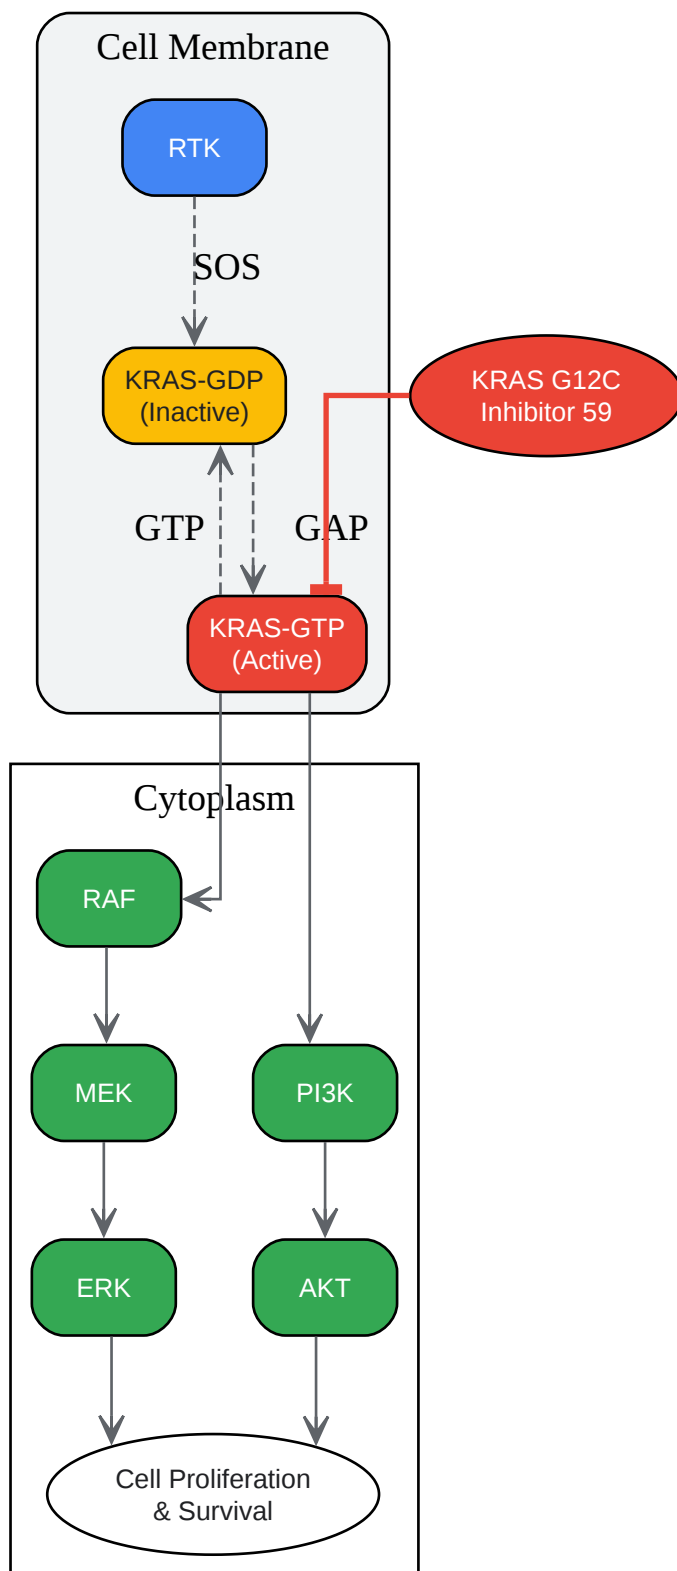 Cell Membrane
RTK
SOS
KRAS-GDP
(Inactive)
KRAS G12C
Inhibitor 59
GTP
GAP
KRAS-GTP
(Active)
Cytoplasm
RAF
MEK
PI3K
ERK
AKT
Cell Proliferation
& Survival